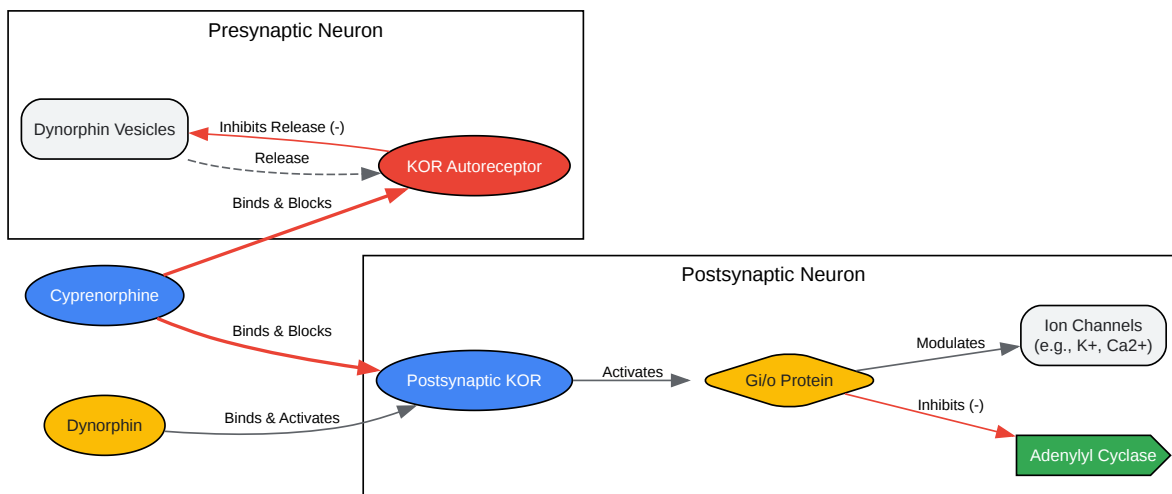 Presynaptic Neuron
Dynorphin Vesicles
Inhibits Release (-)
Release
KOR Autoreceptor
Binds & Blocks
Cyprenorphine
Postsynaptic Neuron
Binds & Blocks
Ion Channels
(e.g., K+, Ca2+)
Modulates
Postsynaptic KOR
Activates
Gi/o Protein
Dynorphin
Binds & Activates
Inhibits (-)
Adenylyl Cyclase